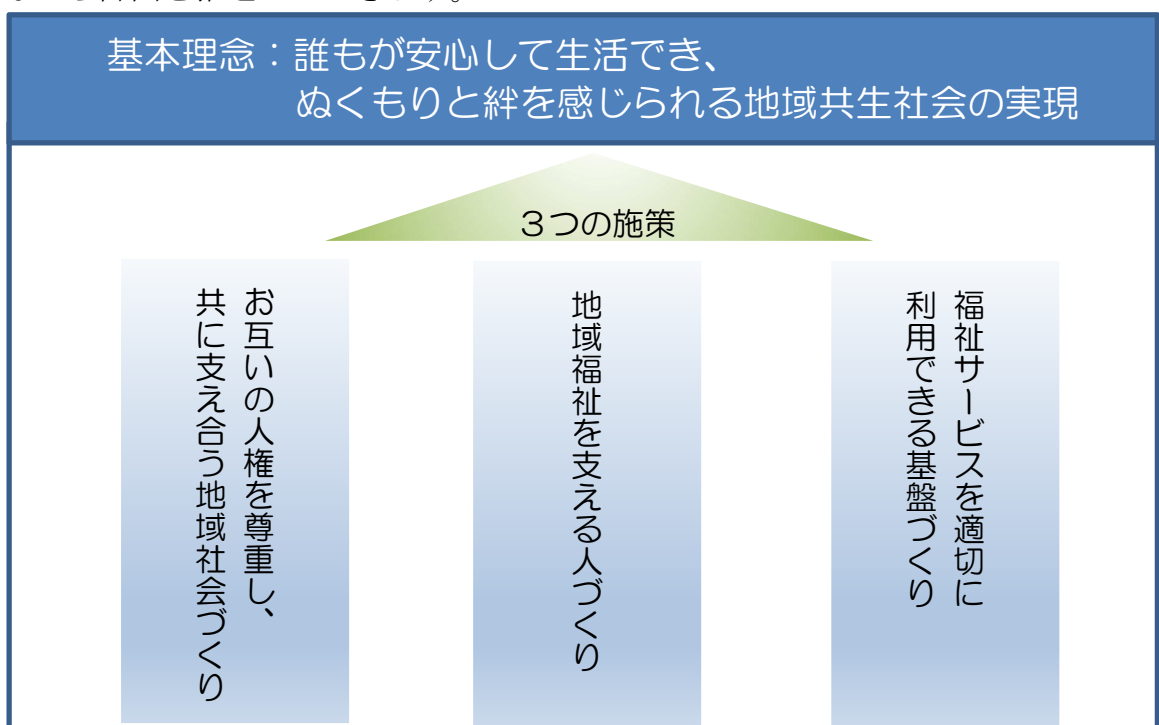 基本理念：誰もが安心して生活でき、
ぬくもりと絆を感じられる地域共生社会の実現
３つの施策
お互いの人権を尊重し、
共に支え合う地域社会づくり
地域福祉を支える人づくり
福祉サービスを適切に
利用できる基盤づくり